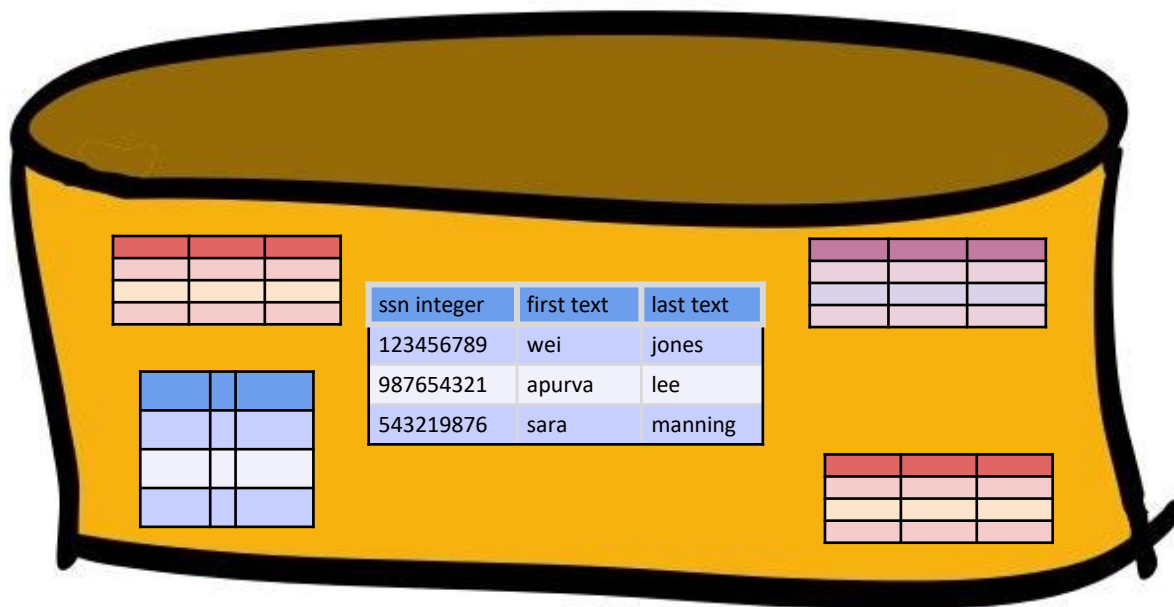 ssn integer first text last text
123456789 wei jones
987654321 apurva lee
543219876 sara manning